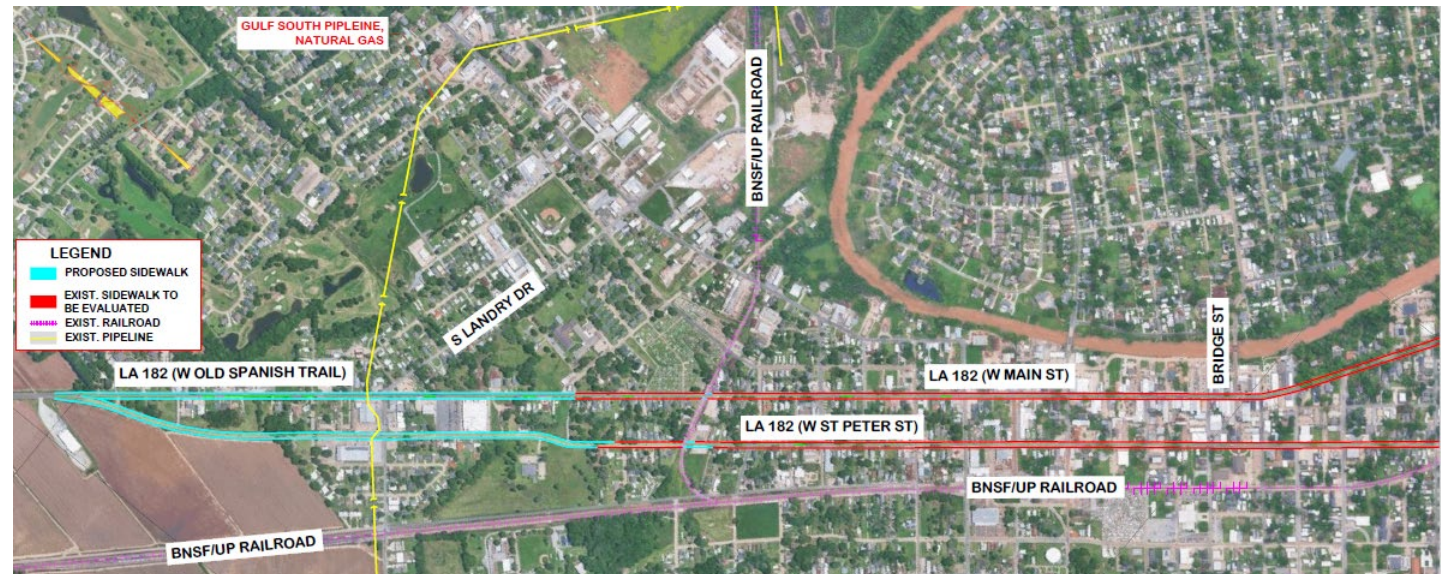 GULF SOUTH PIPLEINE,
NATURAL GAS
BNSF/UP RAILROAD
LEGEND
PROPOSED SIDEWALK
EXIST. SIDEWALK TO
BE EVALUATED
EXIST. RAILROAD
EXIST. PIPELINE
S LANDRY DR
BRIDGE ST
LA 182 (W OLD SPANISH TRAIL)
LA 182 (W MAIN ST)
LA 182 (W ST PETER ST)
BNSF/UP RAILROAD
BNSF/UP RAILROAD